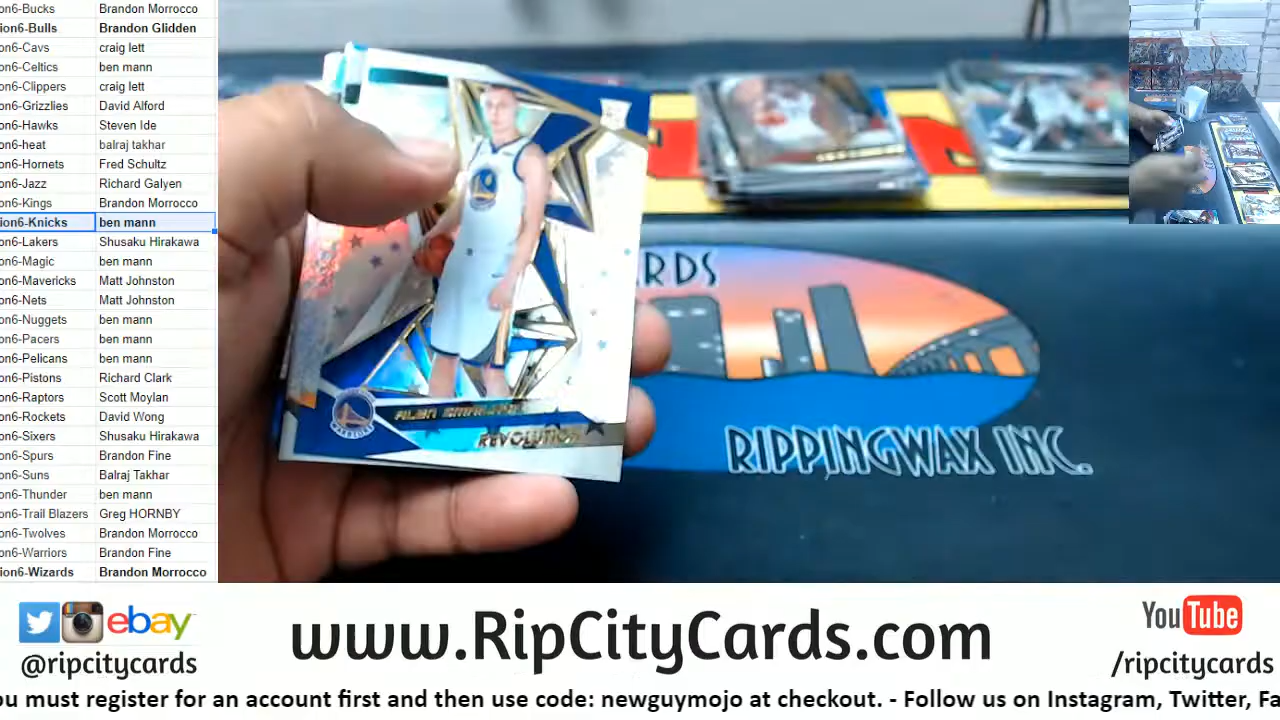 on6-Bucks Brandon Morrocco
ion6-Bulls Brandon Glidden
on6-Cavs craig lett
on6-Celtics ben mann
on6-Clippers craig lett
on6-Grizzlies David Alford
on6-Hawks Steven Ide
on6-heat balraj takhar
on6-Hornets Fred Schultz
on6-Jazz Richard Galyen
on6-Kings Brandon Morrocco
ion6-Knicks ben mann
on6-Lakers Shusaku Hirakawa
on6-Magic ben mann
on6-Mavericks Matt Johnston
on6-Nets Matt Johnston
on6-Nuggets ben mann
on6-Pacers ben mann
on6-Pelicans ben mann
on6-Pistons Richard Clark
on6-Raptors Scott Moylan
on6-Rockets David Wong
on6-Sixers Shusaku Hirakawa
on6-Spurs Brandon Fine
on6-Suns Balraj Takhar
on6-Thunder ben mann
on6-Trail Blazers Greg HORNBY
on6-Twolves Brandon Morrocco
on6-Warriors Brandon Fine
ion6-Wizards Brandon Morrocco
WARRIORS
REVOLUTION
RDS
RIPPINGWAX INC.
ebay
@ripcitycards
www.RipCityCards.com
YouTube
/ripcitycards
ou must register for an account first and then use code: newguymojo at checkout. - Follow us on Instagram, Twitter, Fa